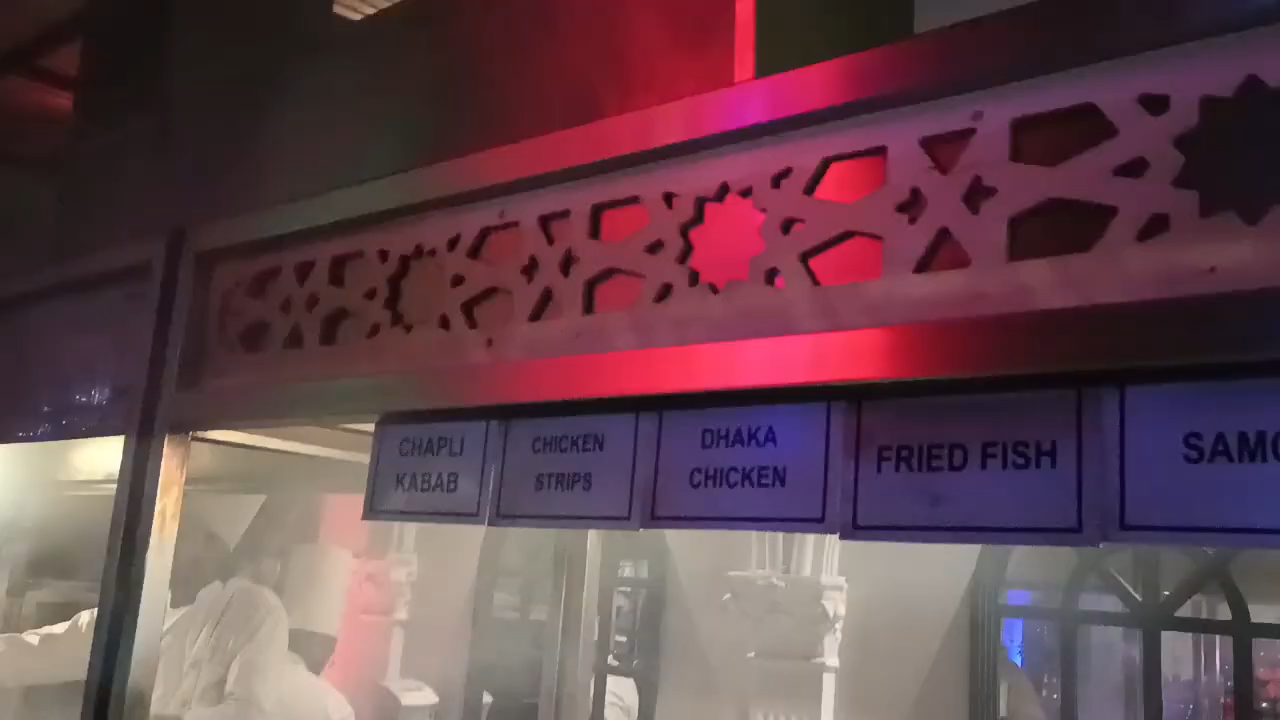 CHAPLI
KABAB
CHICKEN
STRIPS
DHAKA
CHICKEN
FRIED FISH